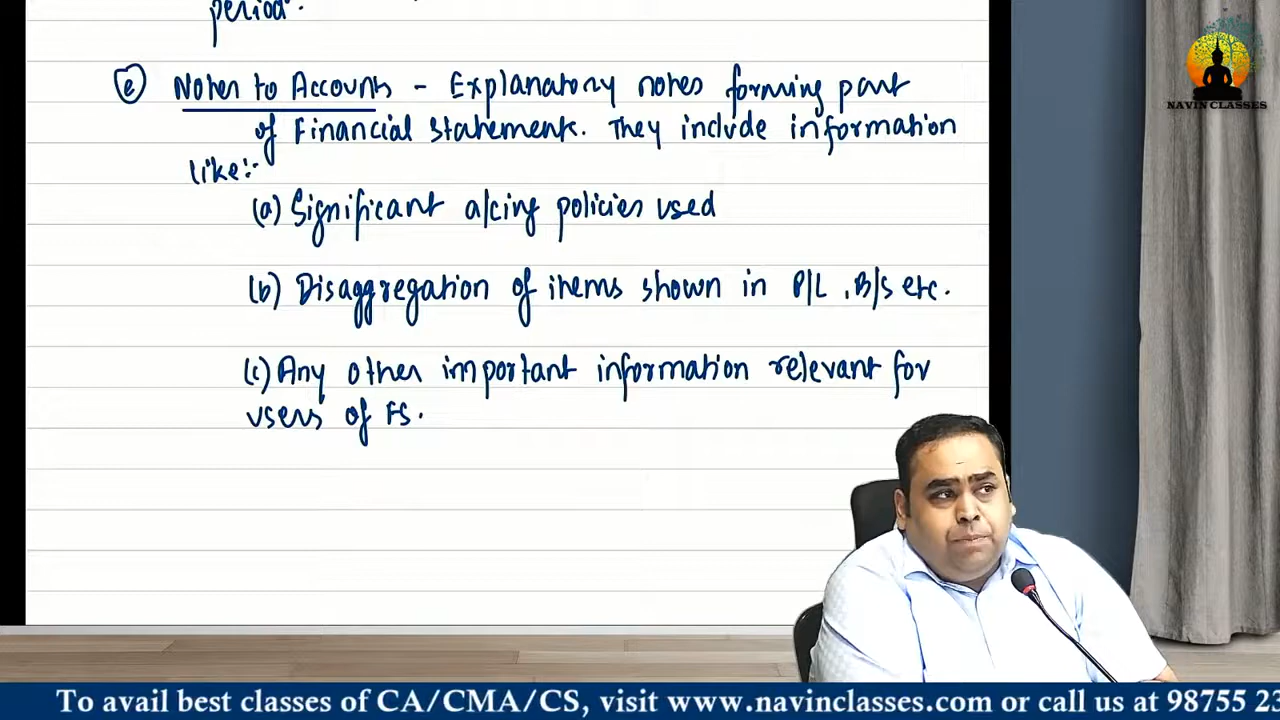 period.
(e) Notes to Accounts - Explanatory notes forming part
of Financial Statements. They include information
like:-
(a) Significant a/cing policies used
(b) Disaggregation of items shown in P/L, B/S etc.
(c) Any other important information relevant for
users of FS.
NAVIN CLASSES
To avail best classes of CA/CMA/CS, visit www.navinclasses.com or call us at 98755 23